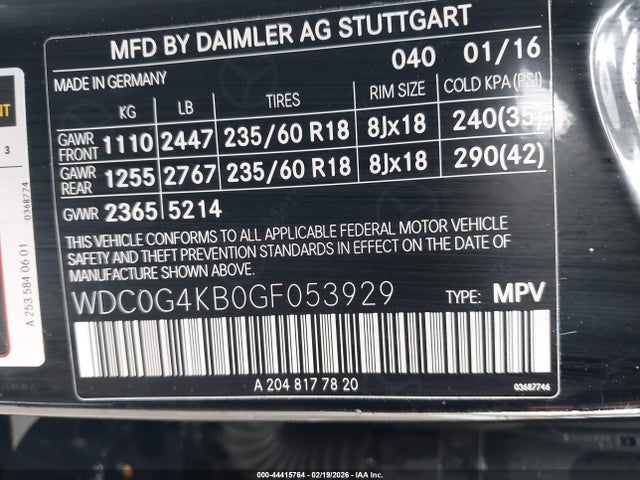 MFD BY DAIMLER AG STUTTGART
MADE IN GERMANY 040 01/16
KG LB TIRES RIM SIZE COLD KPA (PSI)
GAWR FRONT 1110 2447 235/60 R18 8Jx18 240(35)
GAWR REAR 1255 2767 235/60 R18 8Jx18 290(42)
GVWR 2365 5214
THIS VEHICLE CONFORMS TO ALL APPLICABLE FEDERAL MOTOR VEHICLE
SAFETY AND THEFT PREVENTION STANDARDS IN EFFECT ON THE DATE OF
MANUFACTURE SHOWN ABOVE.
WDC0G4KB0GF053929 TYPE: MPV
A 204 817 78 20
03687746
3
0368774
A 253 584 06 01
000-44415764 - 02/19/2026 - IAA Inc.